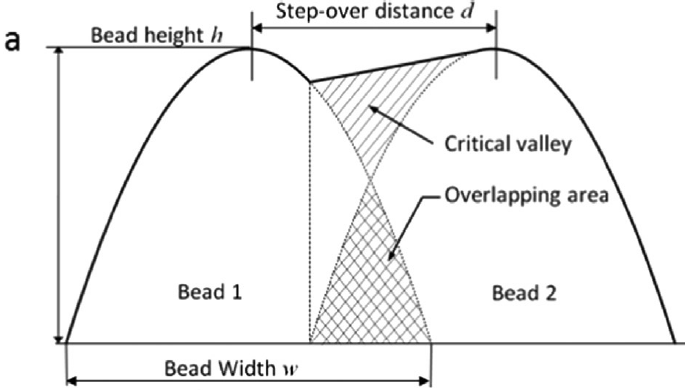 Step-over distance d
a
Bead height h
Critical valley
Overlapping area
Bead 1
Bead 2
Bead Width w